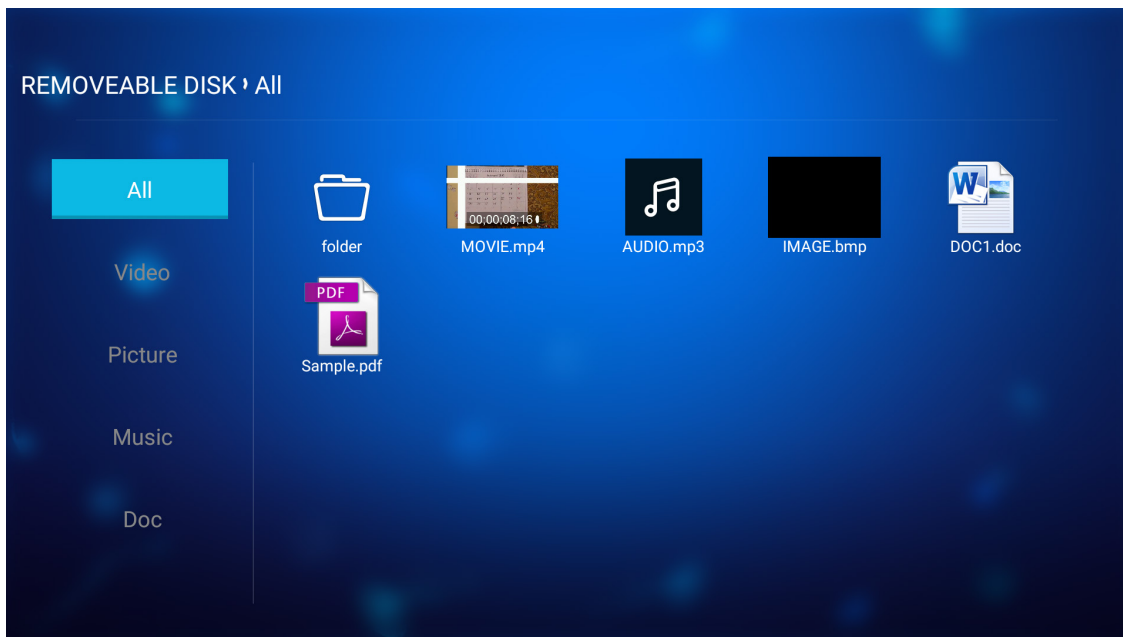 REMOVEABLE DISK All
All
Video
Picture
Music
Doc
folder
00;00;08;16
MOVIE.mp4
AUDIO.mp3
IMAGE.bmp
W
DOC1.doc
PDF
Sample.pdf